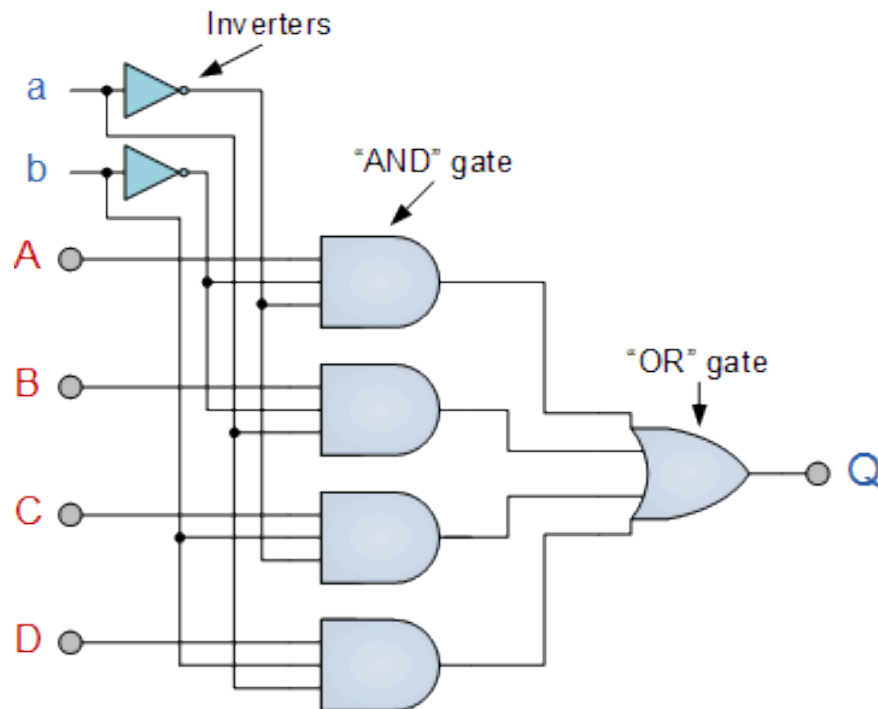 Inverters
a
b
“AND” gate
A
B
“OR” gate
Q
C
D